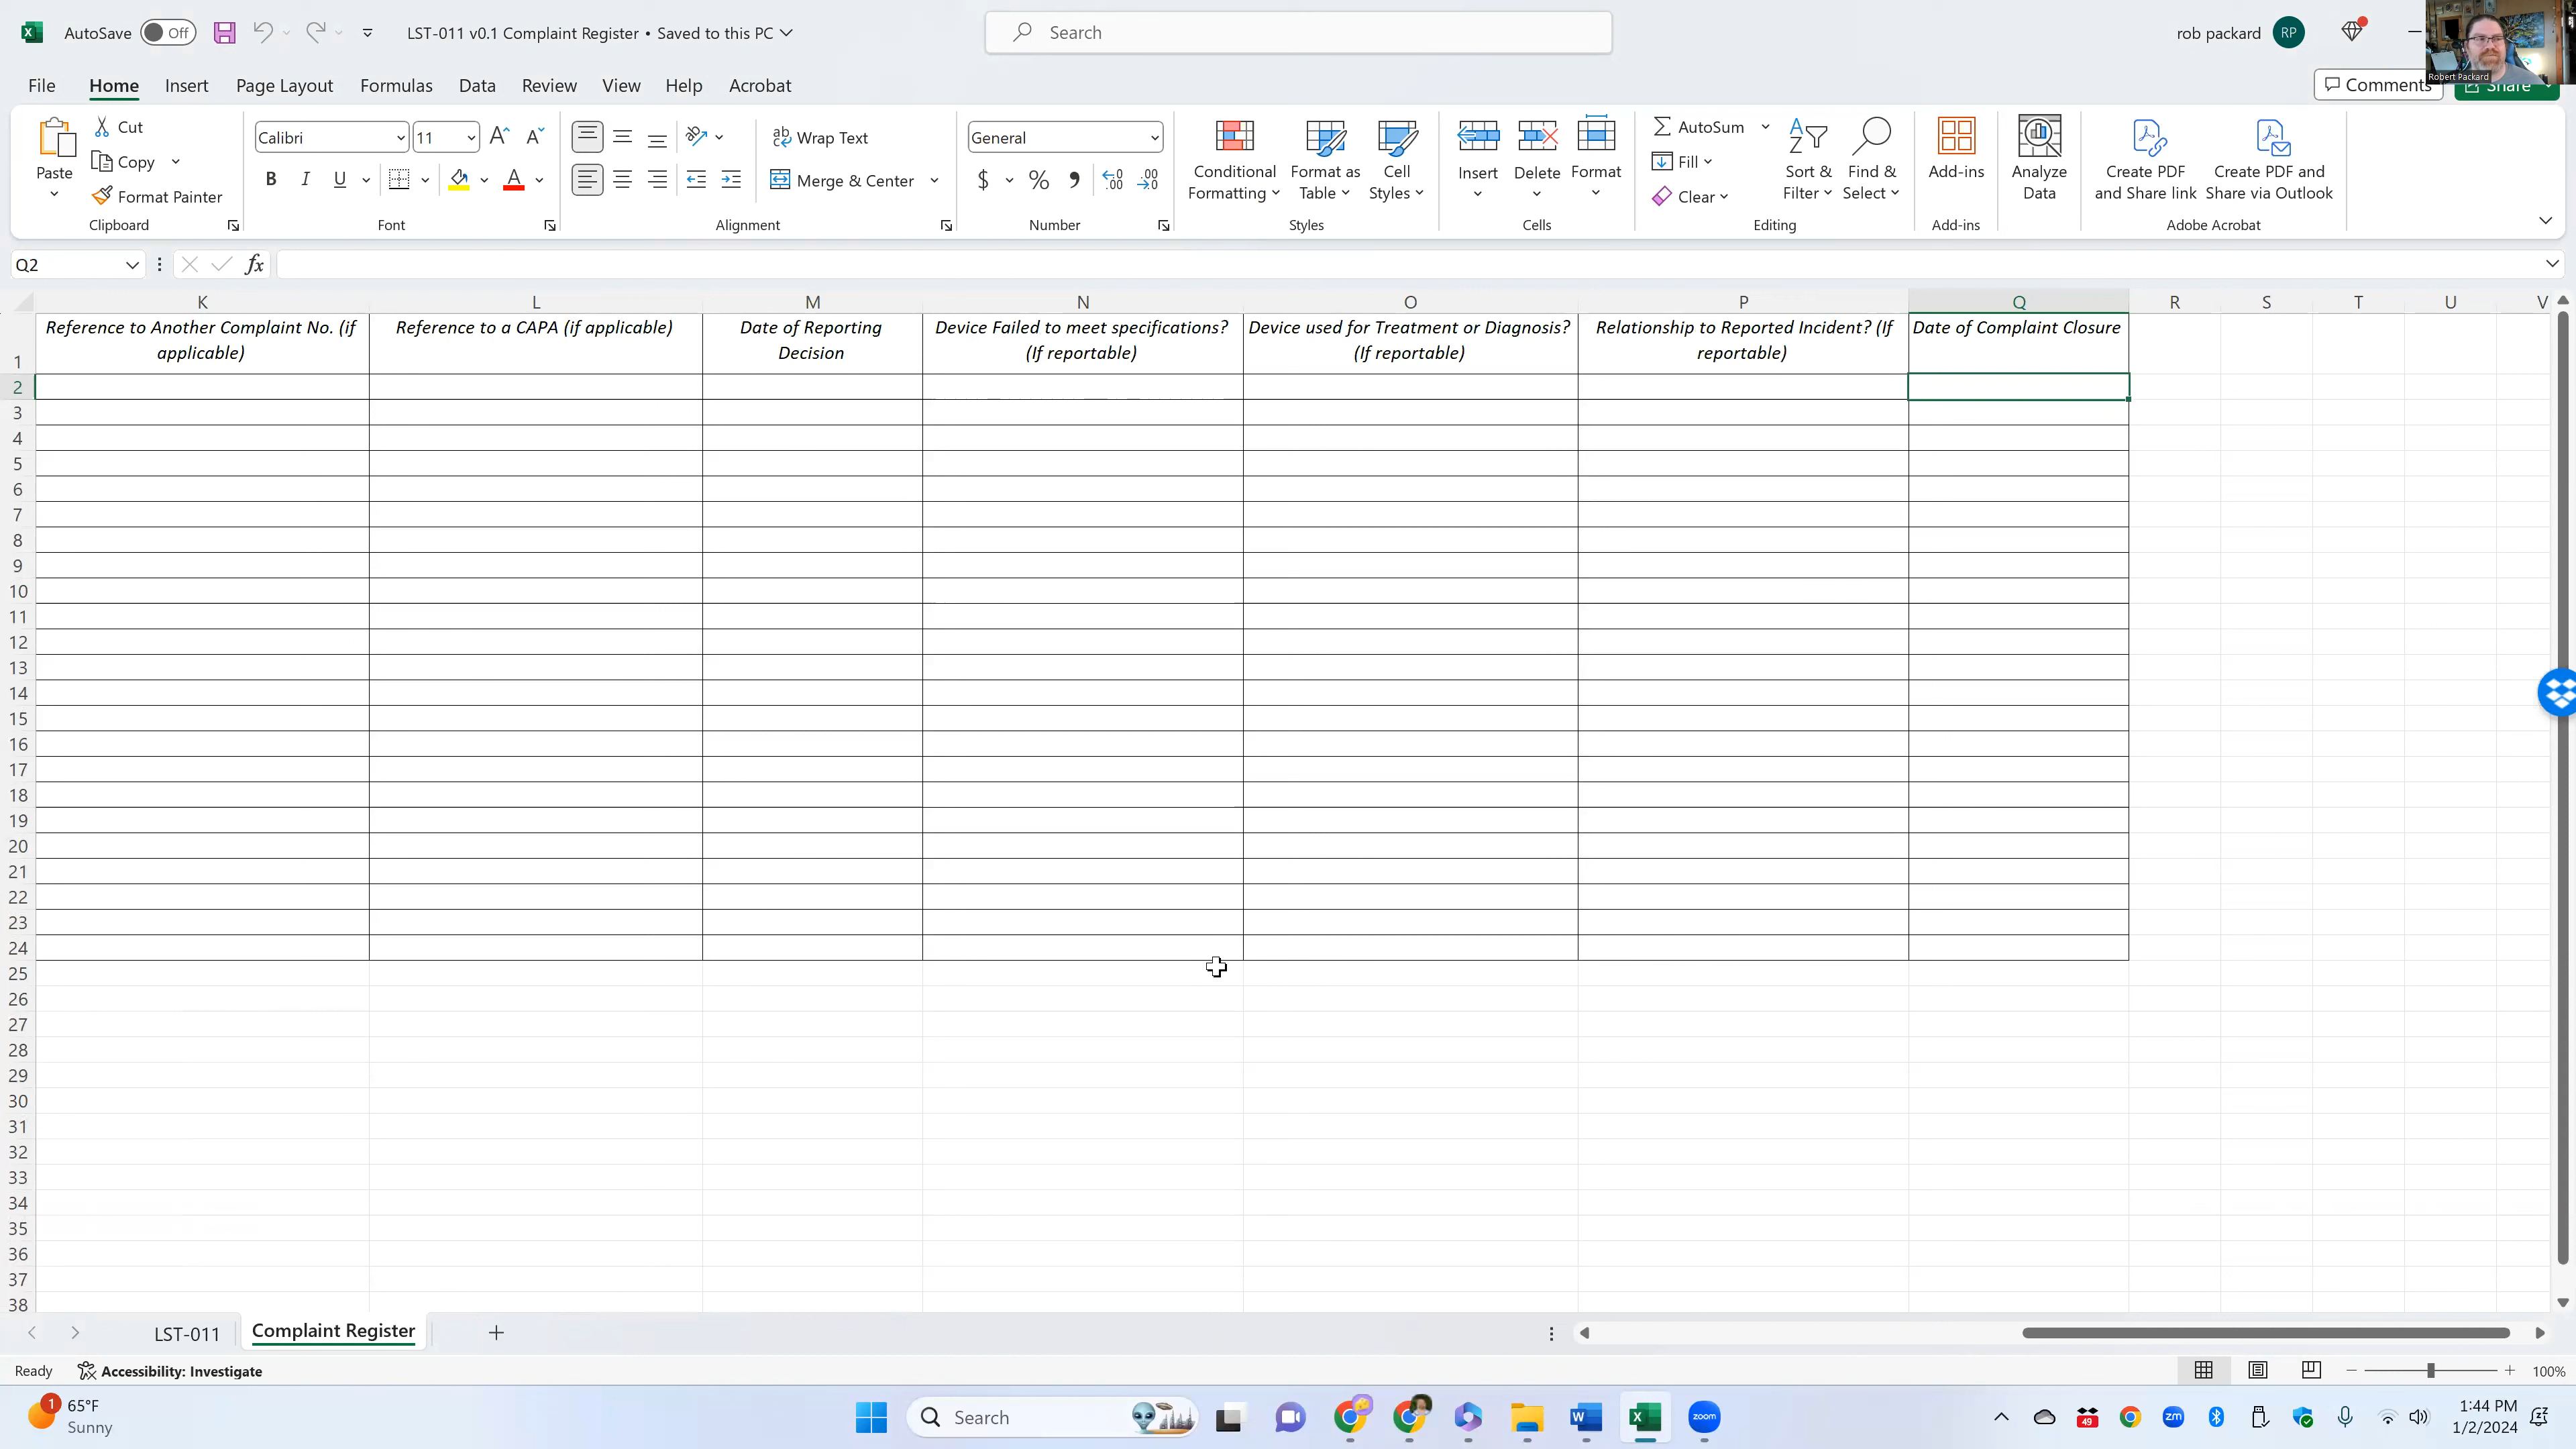 AutoSave Off LST-011 v0.1 Complaint Register • Saved to this PC Search rob packard RP
Robert Packard
File Home Insert Page Layout Formulas Data Review View Help Acrobat Comments Share
Paste Cut Copy Format Painter Clipboard
Calibri 11 B I U A Font
Wrap Text Merge & Center Alignment
General $ % Number
Conditional Formatting Format as Table Cell Styles Styles
Insert Delete Format Cells
AutoSum Fill Clear Sort & Filter Find & Select Editing
Add-ins Add-ins
Analyze Data
Create PDF and Share link Create PDF and Share via Outlook Adobe Acrobat
Q2 fx
K L M N O P Q R S T U V
1 Reference to Another Complaint No. (if applicable) Reference to a CAPA (if applicable) Date of Reporting Decision Device Failed to meet specifications? (If reportable) Device used for Treatment or Diagnosis? (If reportable) Relationship to Reported Incident? (If reportable) Date of Complaint Closure
2
3
4
5
6
7
8
9
10
11
12
13
14
15
16
17
18
19
20
21
22
23
24
25
26
27
28
29
30
31
32
33
34
35
36
37
38
LST-011 Complaint Register
Ready Accessibility: Investigate 100%
1 65°F
Sunny
Search zoom 49 zm
1:44 PM
1/2/2024